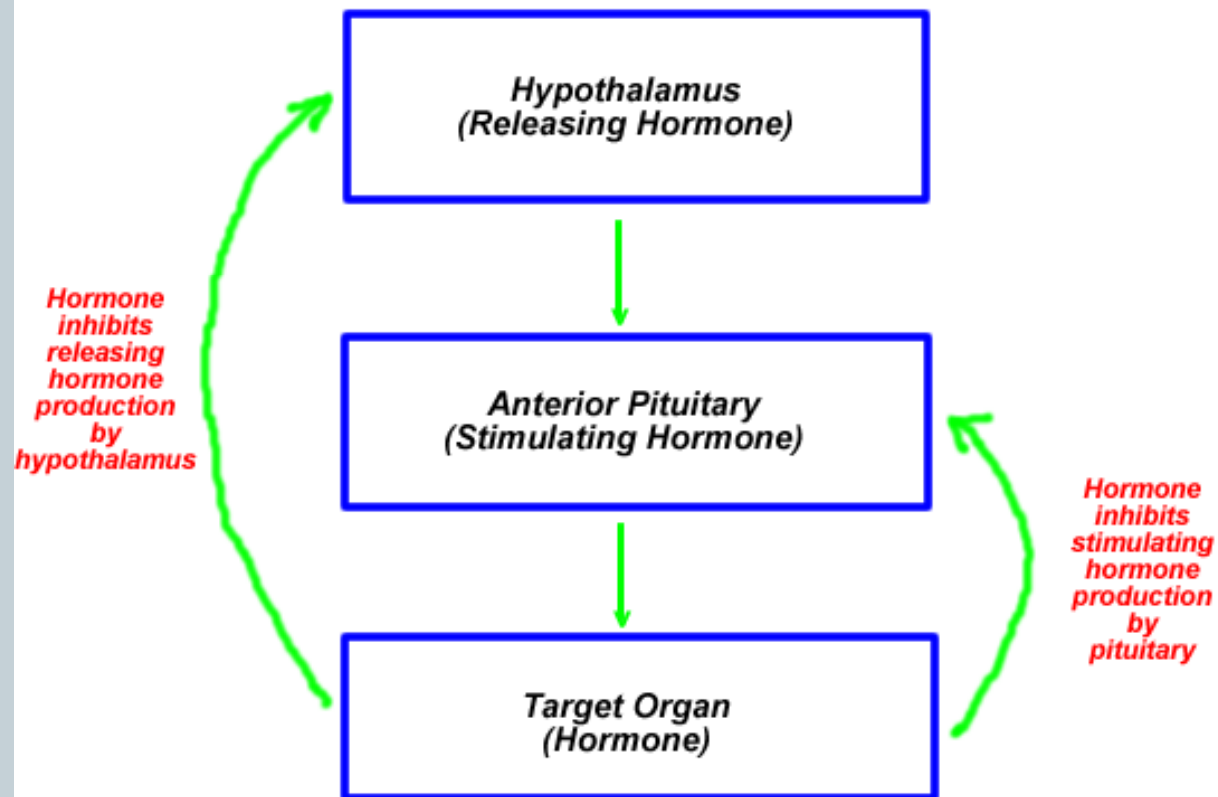 Hypothalamus
(Releasing Hormone)
Hormone
inhibits
releasing
hormone
production
by
hypothalamus
Anterior Pituitary
(Stimulating Hormone)
Hormone
inhibits
stimulating
hormone
production
by
pituitary
Target Organ
(Hormone)